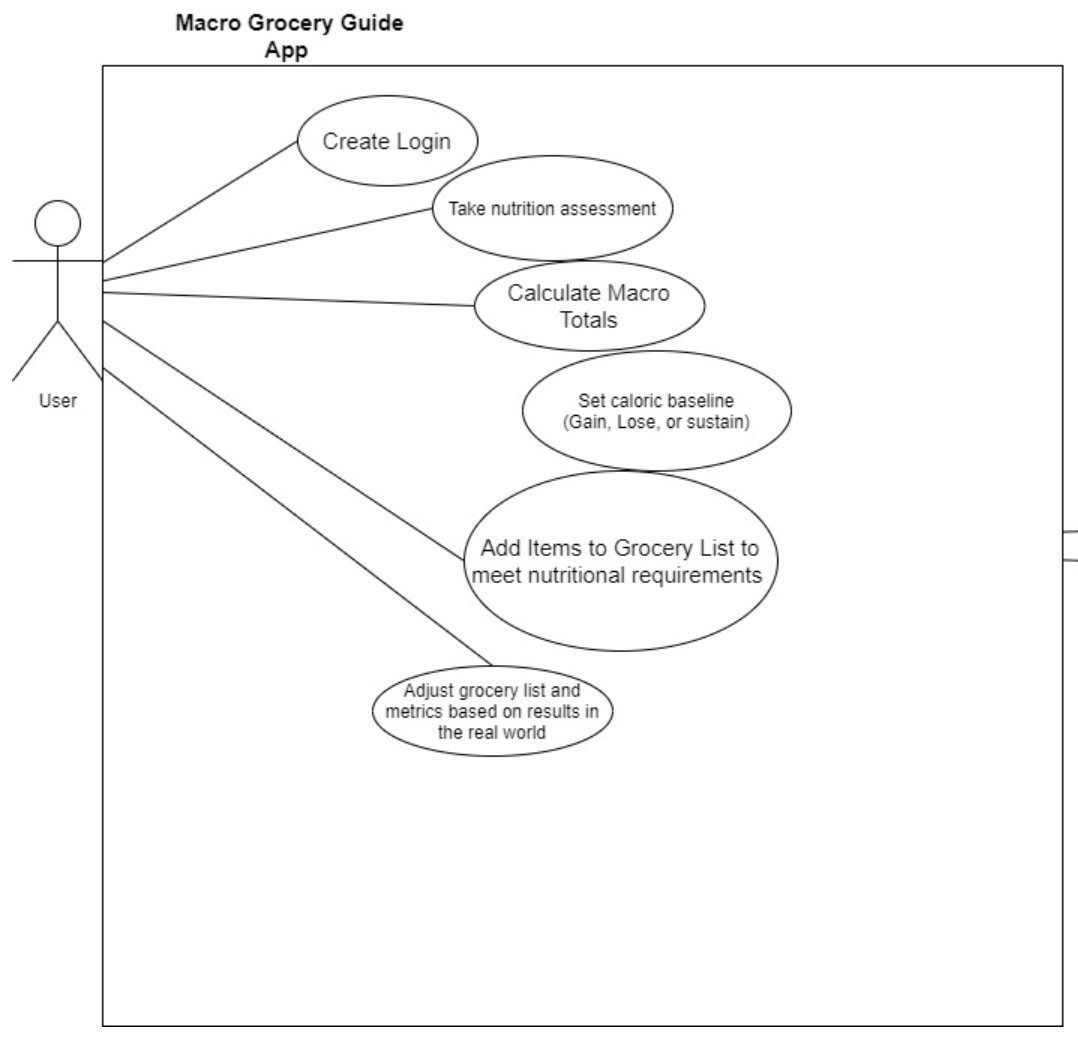 Macro Grocery Guide
App
Create Login
Take nutrition assessment
Calculate Macro
Totals
User
Set caloric baseline
(Gain, Lose, or sustain)
Add Items to Grocery List to
meet nutritional requirements
Adjust grocery list and
metrics based on results in
the real world